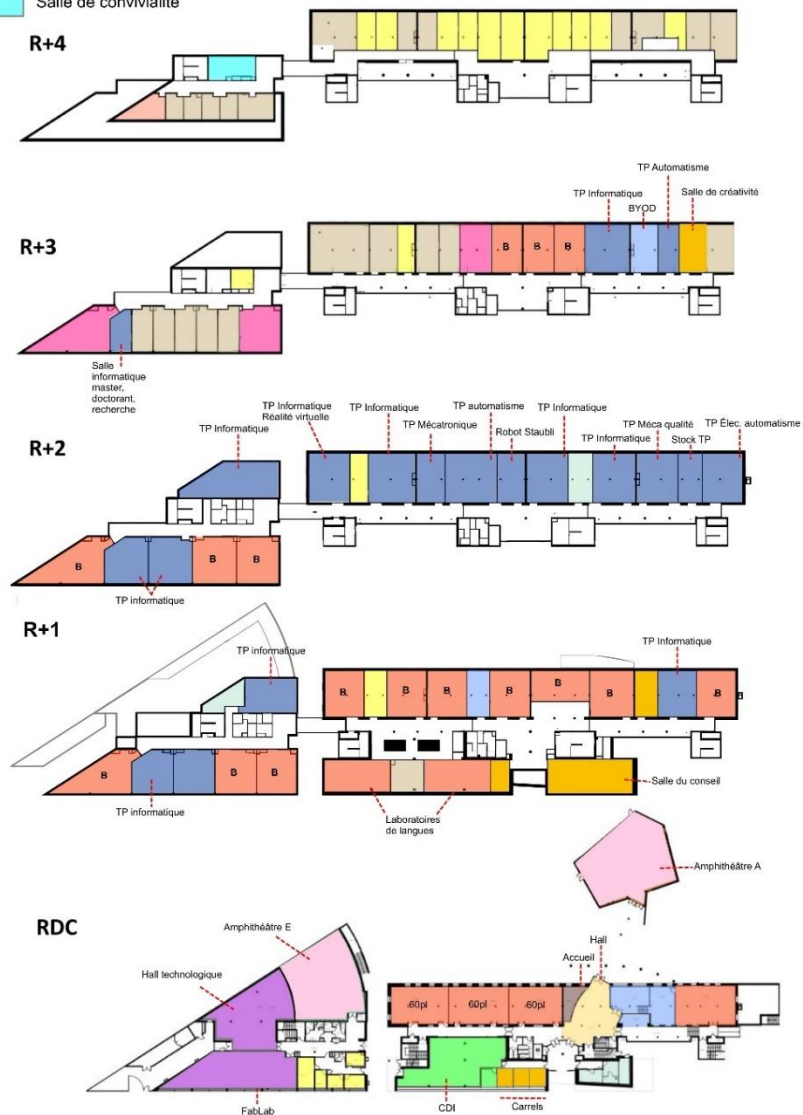 Salle de convivialité
R+4
TP Automatisme
TP Informatique
Salle de créativité
BYOD
R+3
B
B
B
Salle
informatique
master,
doctorant,
recherche
TP Informatique
Réalité virtuelle
TP Informatique
TP automatisme
TP Informatique
TP Élec. automatisme
TP Informatique
TP Mécatronique
Robot Staubli
TP Informatique
TP Méca qualité
Stock TP
R+2
B
B
B
TP informatique
R+1
TP informatique
TP Informatique
B
B
B
B
B
B
B
B
B
B
TP informatique
Laboratoires
de langues
Salle du conseil
Amphithéâtre A
RDC
Amphithéâtre E
Hall
Accueil
Hall technologique
60pl
60pl
60pl
FabLab
CDI
Carrels